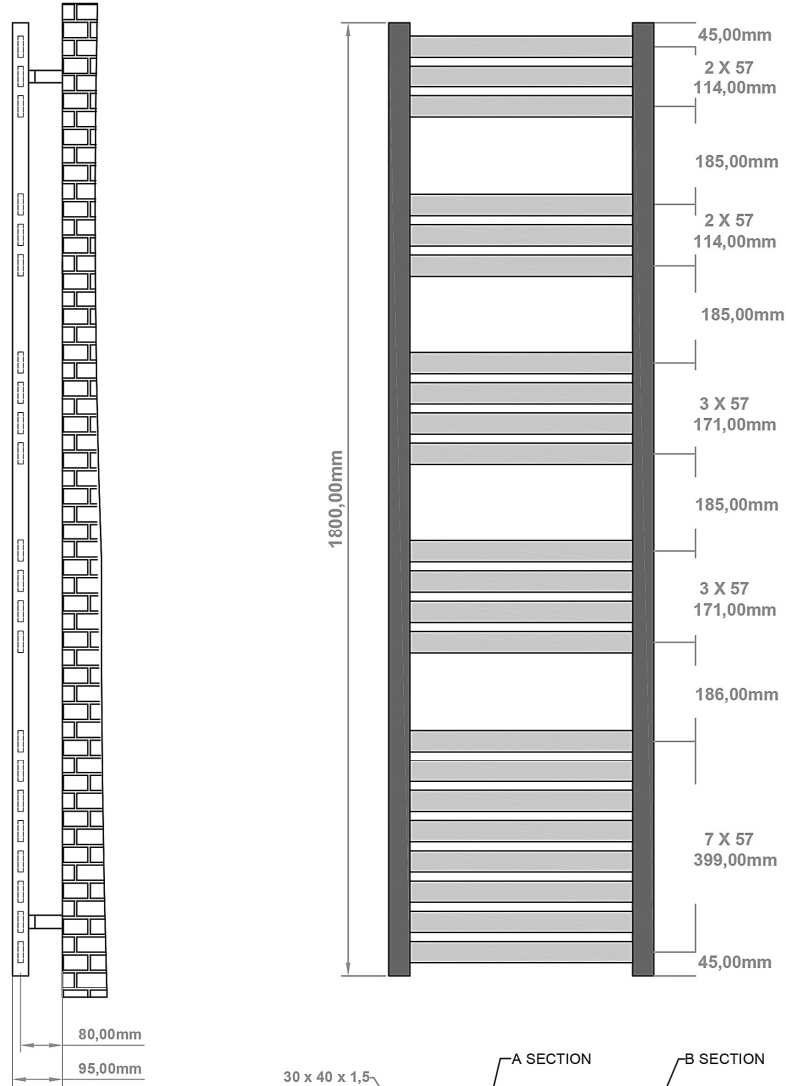 45,00mm
2 X 57
114,00mm
185,00mm
2 X 57
114,00mm
185,00mm
3 X 57
171,00mm
1800,00mm
185,00mm
3 X 57
171,00mm
186,00mm
7 X 57
399,00mm
45,00mm
80,00mm
95,00mm
30 x 40 x 1,5
A SECTION
B SECTION